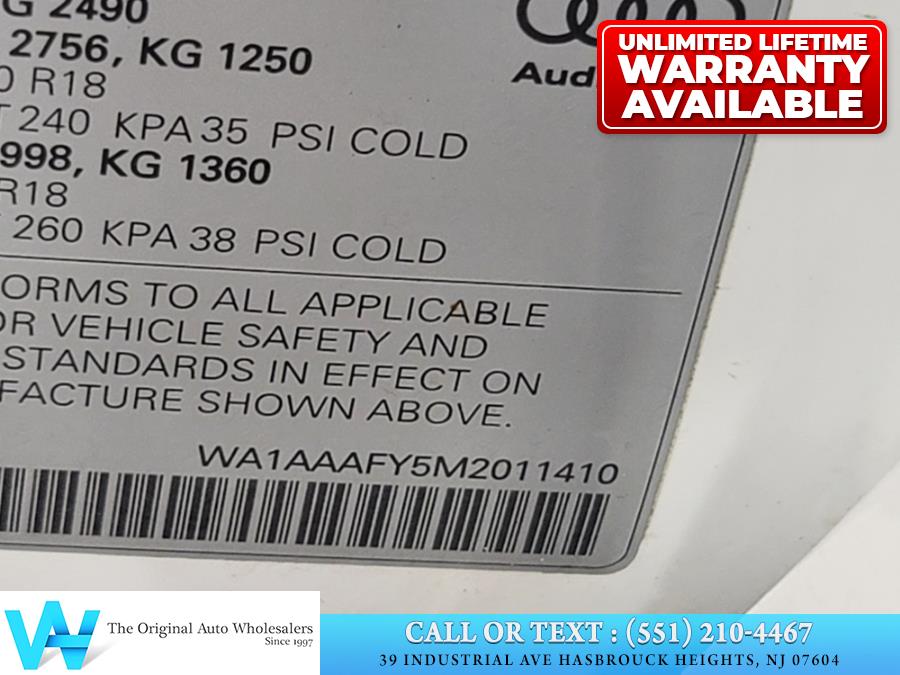 G 2490
2756, KG 1250
0 R18
T 240 KPA 35 PSI COLD
998, KG 1360
R18
260 KPA 38 PSI COLD
ORMS TO ALL APPLICABLE
OR VEHICLE SAFETY AND
STANDARDS IN EFFECT ON
FACTURE SHOWN ABOVE.
WA1AAAFY5M2011410
Aud
UNLIMITED LIFETIME
WARRANTY
AVAILABLE
The Original Auto Wholesalers
Since 1997
CALL OR TEXT : (551) 210-4467
39 INDUSTRIAL AVE HASBROUCK HEIGHTS, NJ 07604